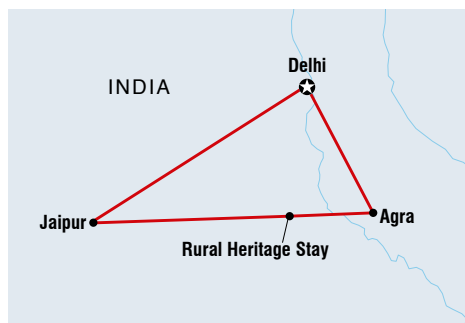 Delhi
INDIA
Jaipur
Agra
Rural Heritage Stay